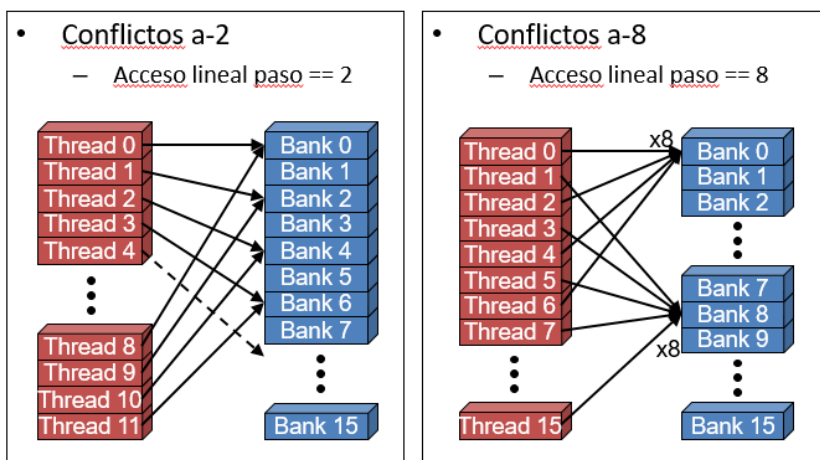 • Conflictos a-2
– Acceso lineal paso == 2
Thread 0
Thread 1
Thread 2
Thread 3
Thread 4
Thread 8
Thread 9
Thread 10
Thread 11
Bank 0
Bank 1
Bank 2
Bank 3
Bank 4
Bank 5
Bank 6
Bank 7
Bank 15
• Conflictos a-8
– Acceso lineal paso == 8
Thread 0
Thread 1
Thread 2
Thread 3
Thread 4
Thread 5
Thread 6
Thread 7
Thread 15
x8
Bank 0
Bank 1
Bank 2
Bank 7
Bank 8
Bank 9
x8
Bank 15